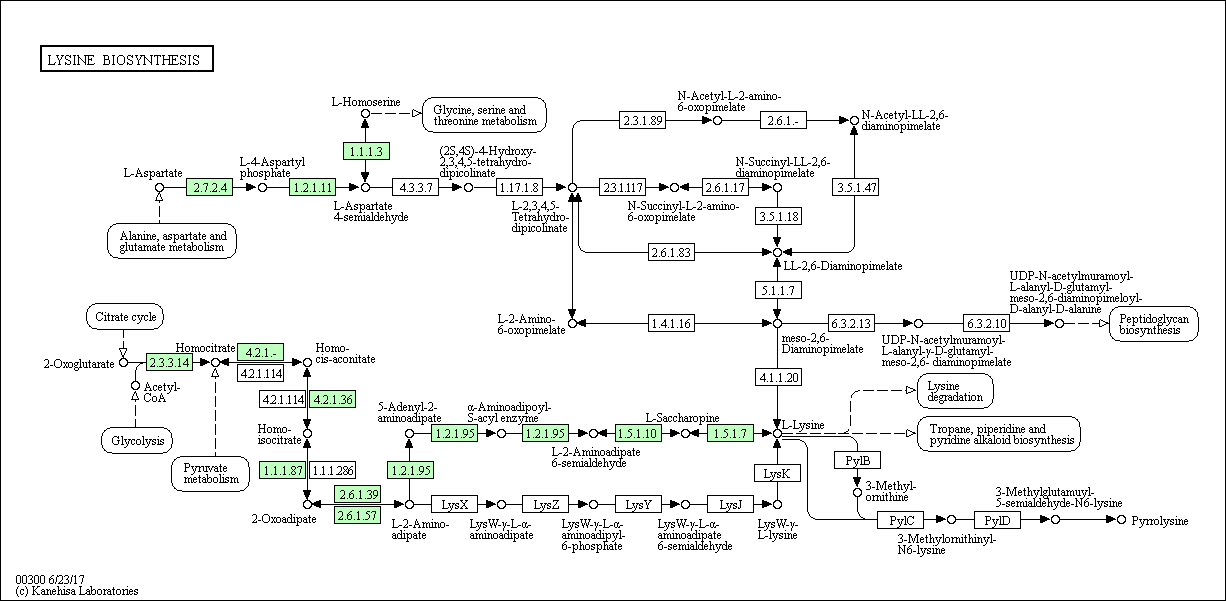 LYSINE BIOSYNTHESIS
L-Homoserine
Glycine, serine and
threonine metabolism
N-Acetyl-L-2-amino-
6-oxopimelate
2.3.1.89
2.6.1.-
N-Acetyl-LL-2,6-
diaminopimelate
1.1.1.3
L-Aspartate
2.7.2.4
L-4-Aspartyl
phosphate
1.2.1.11
L-Aspartate
4-semialdehyde
4.3.3.7
(2S,4S)-4-Hydroxy-
2,3,4,5-tetrahydro-
dipicolinate
1.17.1.8
L-2,3,4,5-
Tetrahydro-
dipicolinate
2.3.1.117
N-Succinyl-L-2-amino-
6-oxopimelate
2.6.1.17
N-Succinyl-LL-2,6-
diaminopimelate
3.5.1.47
3.5.1.18
Alanine, aspartate and
glutamate metabolism
2.6.1.83
LL-2,6-Diaminopimelate
5.1.1.7
L-2-Amino-
6-oxopimelate
1.4.1.16
meso-2,6-
Diaminopimelate
6.3.2.13
UDP-N-acetylmuramoyl-
L-alanyl-γ-D-glutamyl-
meso-2,6- diaminopimelate
6.3.2.10
UDP-N-acetylmuramoyl-
L-alanyl-D-glutamyl-
meso-2,6-diaminopimeloyl-
D-alanyl-D-alanine
Peptidoglycan
biosynthesis
Citrate cycle
2-Oxoglutarate
2.3.3.14
Homocitrate
4.2.1.-
4.2.1.114
Homo-
cis-aconitate
Acetyl-
CoA
Glycolysis
Pyruvate
metabolism
4.2.1.114
4.2.1.36
Homo-
isocitrate
1.1.1.87
1.1.1.286
2-Oxoadipate
2.6.1.39
2.6.1.57
L-2-Amino-
adipate
1.2.1.95
5-Adenyl-2-
aminoadipate
1.2.1.95
α-Aminoadipoyl-
S-acyl enzyme
1.2.1.95
L-2-Aminoadipate
6-semialdehyde
1.5.1.10
L-Saccharopine
1.5.1.7
4.1.1.20
L-Lysine
Lysine
degradation
Tropane, piperidine and
pyridine alkaloid biosynthesis
LysX
LysW-γ-L-α-
aminoadipate
LysZ
LysW-γ-L-α-
aminoadipyl-
6-phosphate
LysY
LysW-γ-L-α-
aminoadipate
6-semialdehyde
LysJ
LysW-γ-
L-lysine
LysK
PylB
3-Methyl-
ornithine
PylC
3-Methylornithinyl-
N6-lysine
PylD
3-Methylglutamuyl-
5-semialdehyde-N6-lysine
Pyrrolysine
00300 6/23/17
(c) Kanehisa Laboratories